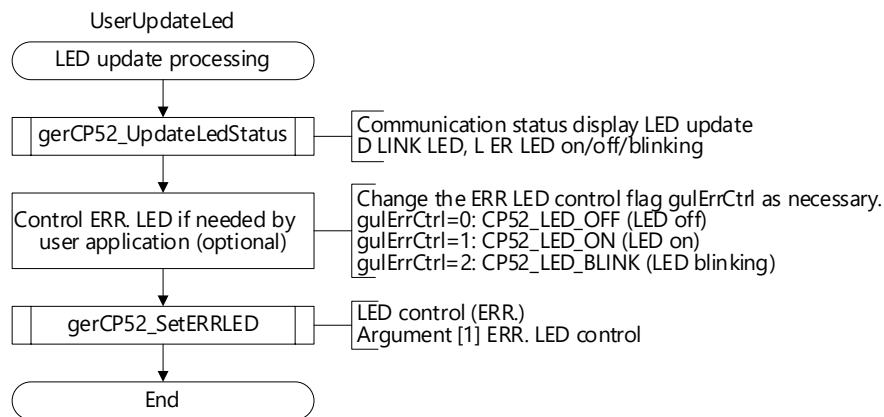 UserUpdateLed
LED update processing
gerCP52_UpdateLedStatus
Communication status display LED update
D LINK LED, L ER LED on/off/blinking
Control ERR. LED if needed by
user application (optional)
Change the ERR LED control flag gulErrCtrl as necessary.
gulErrCtrl=0: CP52_LED_OFF (LED off)
gulErrCtrl=1: CP52_LED_ON (LED on)
gulErrCtrl=2: CP52_LED_BLINK (LED blinking)
gerCP52_SetERRLED
LED control (ERR.)
Argument [1] ERR. LED control
End